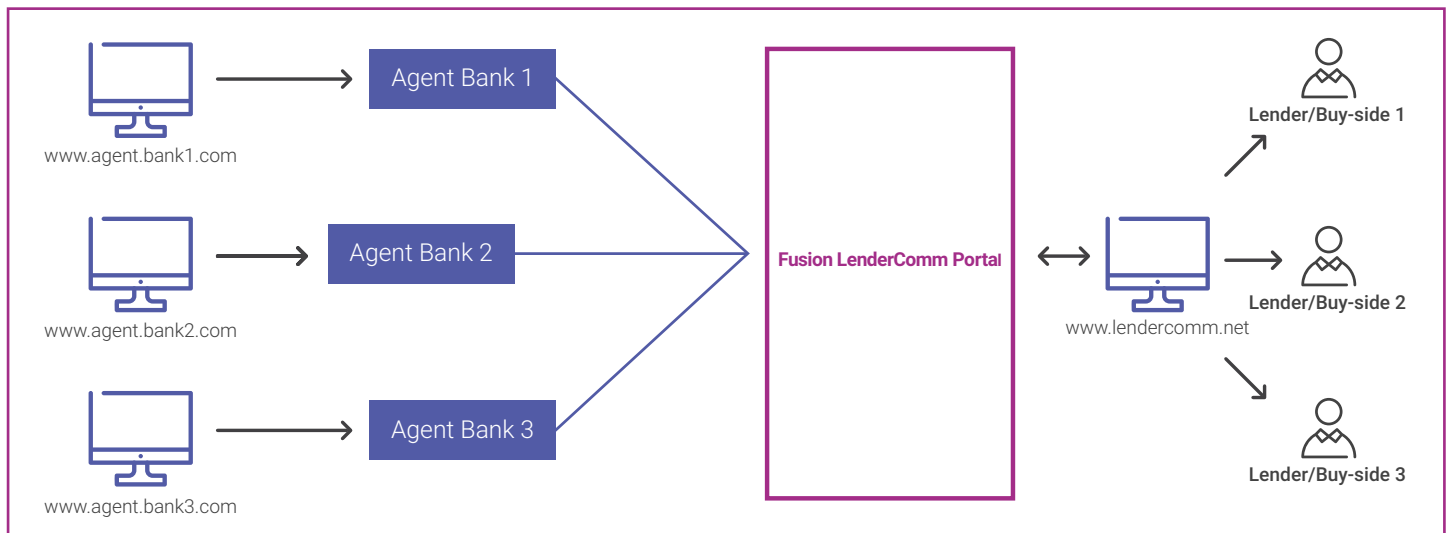 Agent Bank 1
www.agent.bank1.com
Agent Bank 2
www.agent.bank2.com
Agent Bank 3
www.agent.bank3.com
Fusion LenderComm Portal
www.lendercomm.net
Lender/Buy-side 1
Lender/Buy-side 2
Lender/Buy-side 3